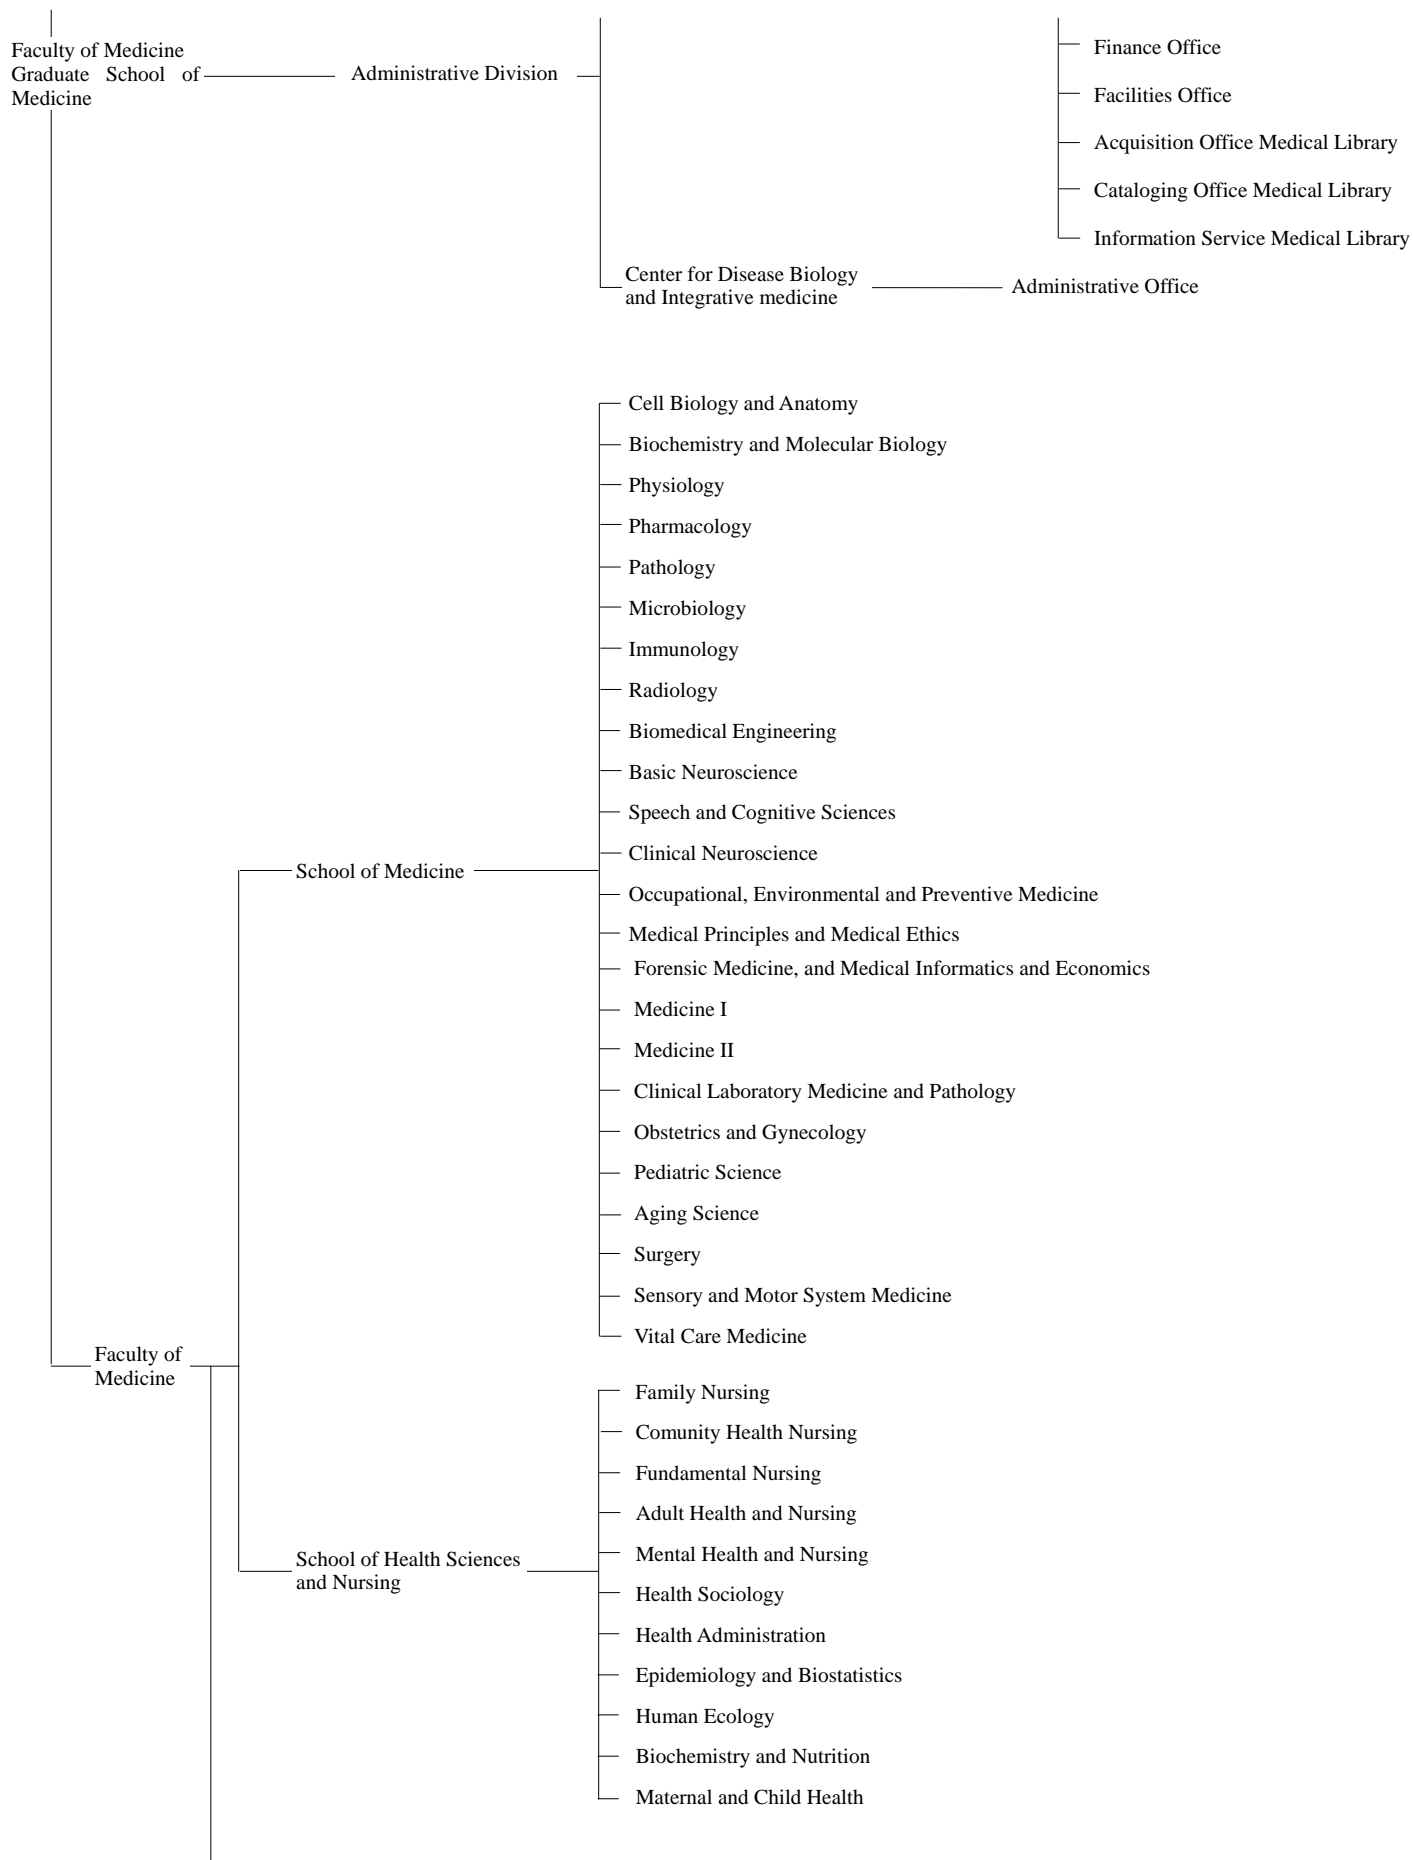 Faculty of Medicine
Graduate School of
Medicine
Administrative Division
Finance Office
Facilities Office
Acquisition Office Medical Library
Cataloging Office Medical Library
Information Service Medical Library
Center for Disease Biology
and Integrative medicine
Administrative Office
Cell Biology and Anatomy
Biochemistry and Molecular Biology
Physiology
Pharmacology
Pathology
Microbiology
Immunology
Radiology
Biomedical Engineering
Basic Neuroscience
Speech and Cognitive Sciences
Clinical Neuroscience
School of Medicine
Occupational, Environmental and Preventive Medicine
Medical Principles and Medical Ethics
Forensic Medicine, and Medical Informatics and Economics
Medicine I
Medicine II
Clinical Laboratory Medicine and Pathology
Obstetrics and Gynecology
Pediatric Science
Aging Science
Surgery
Sensory and Motor System Medicine
Vital Care Medicine
Faculty of
Medicine
Family Nursing
Comunity Health Nursing
Fundamental Nursing
Adult Health and Nursing
Mental Health and Nursing
School of Health Sciences
and Nursing
Health Sociology
Health Administration
Epidemiology and Biostatistics
Human Ecology
Biochemistry and Nutrition
Maternal and Child Health